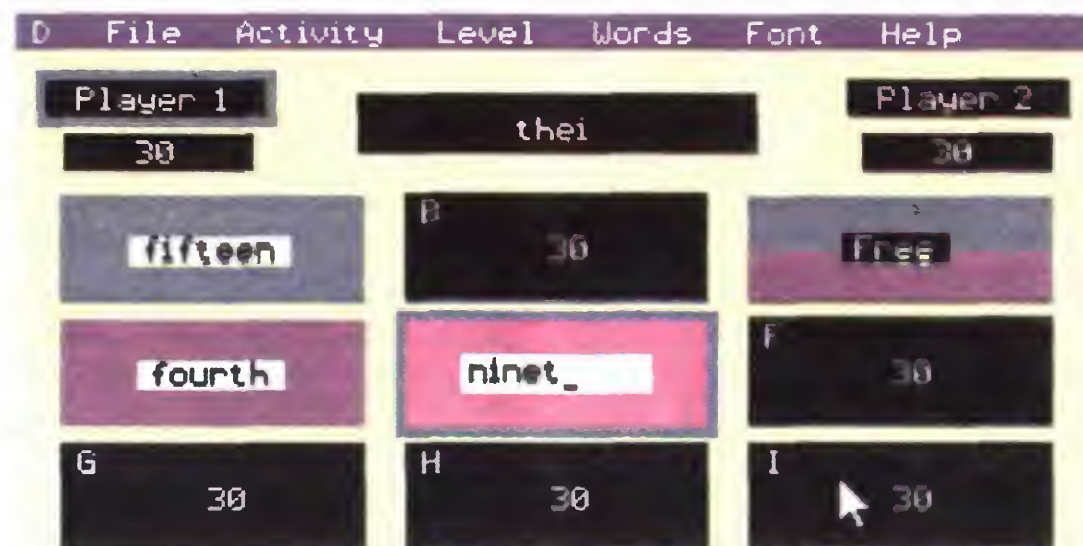 D File Activity Level Words Font Help
Player 1
thei
Player 2
30
30
fifteen
B
30
Free
fourth
ninet_
F
30
G
30
H
30
I
30